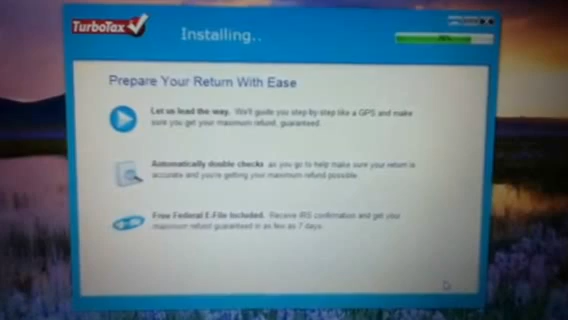 TurboTax
Installing..
Prepare Your Return With Ease
Let us lead the way. We'll guide you step by step like a GPS and make
sure you get your maximum refund, guaranteed.
Automatically double checks as you go to help make sure your return is
accurate and you're getting your maximum refund possible.
Free Federal E-File Included. Receive IRS confirmation and get your
maximum refund guaranteed in as few as 7 days.